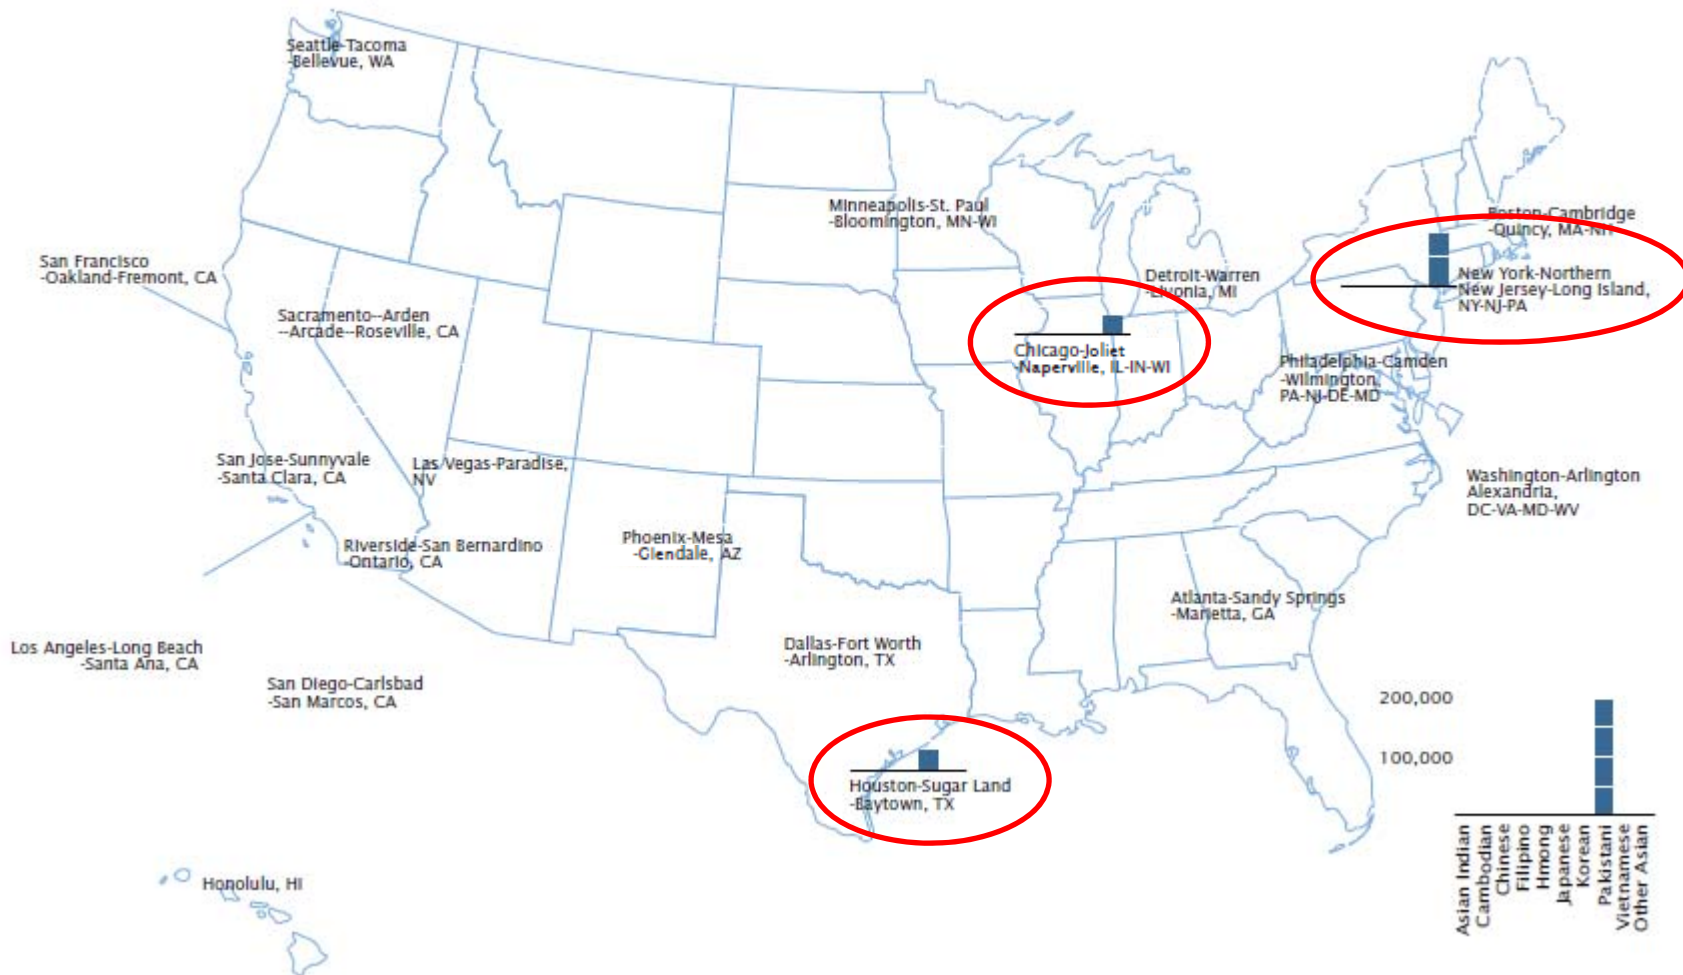 Seattle-Tacoma
-Bellevue, WA
Minneapolis-St. Paul
-Bloomington, MN-WI
Boston-Cambridge
-Quincy, MA-NH
San Francisco
-Oakland-Fremont, CA
Detroit-Warren
-Livonia, MI
New York-Northern
New Jersey-Long Island,
NY-NJ-PA
Sacramento--Arden
--Arcade--Roseville, CA
Chicago-Joliet
-Naperville, IL-IN-WI
Philadelphia-Camden
-Wilmington,
PA-NJ-DE-MD
San Jose-Sunnyvale
-Santa Clara, CA
Las Vegas-Paradise,
NV
Washington-Arlington
Alexandria,
DC-VA-MD-WV
Riverside-San Bernardino
-Ontario, CA
Phoenix-Mesa
-Glendale, AZ
Atlanta-Sandy Springs
-Marietta, GA
Los Angeles-Long Beach
-Santa Ana, CA
Dallas-Fort Worth
-Arlington, TX
San Diego-Carlsbad
-San Marcos, CA
Houston-Sugar Land
-Baytown, TX
Honolulu, HI
200,000
100,000
Asian Indian
Cambodian
Chinese
Filipino
Hmong
Japanese
Korean
Pakistani
Vietnamese
Other Asian